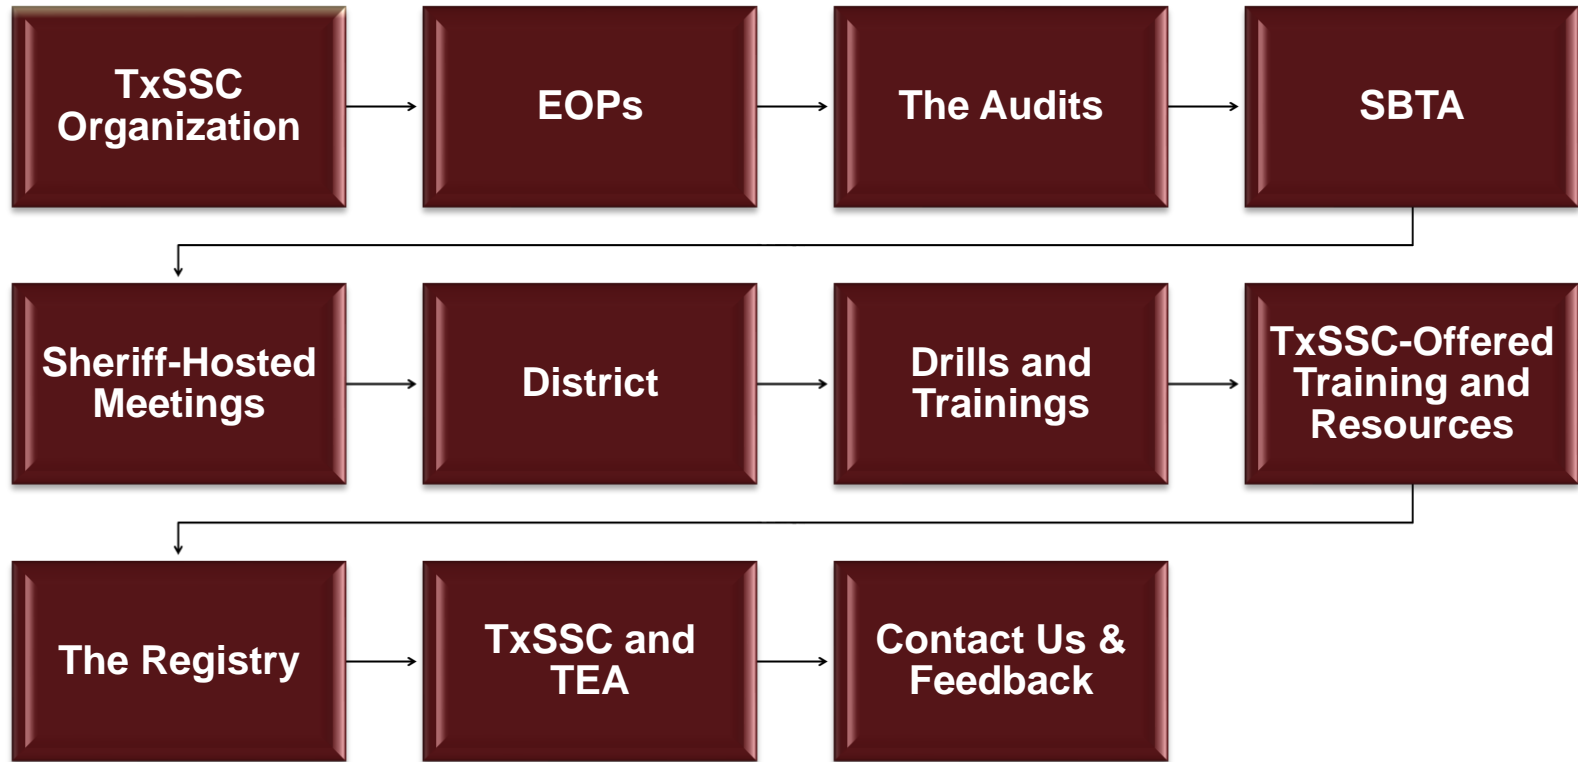 TxSSC
Organization
EOPs
The Audits
SBTA
Sheriff-Hosted
Meetings
District
Drills and
Trainings
TxSSC-Offered
Training and
Resources
The Registry
TxSSC and
TEA
Contact Us &
Feedback